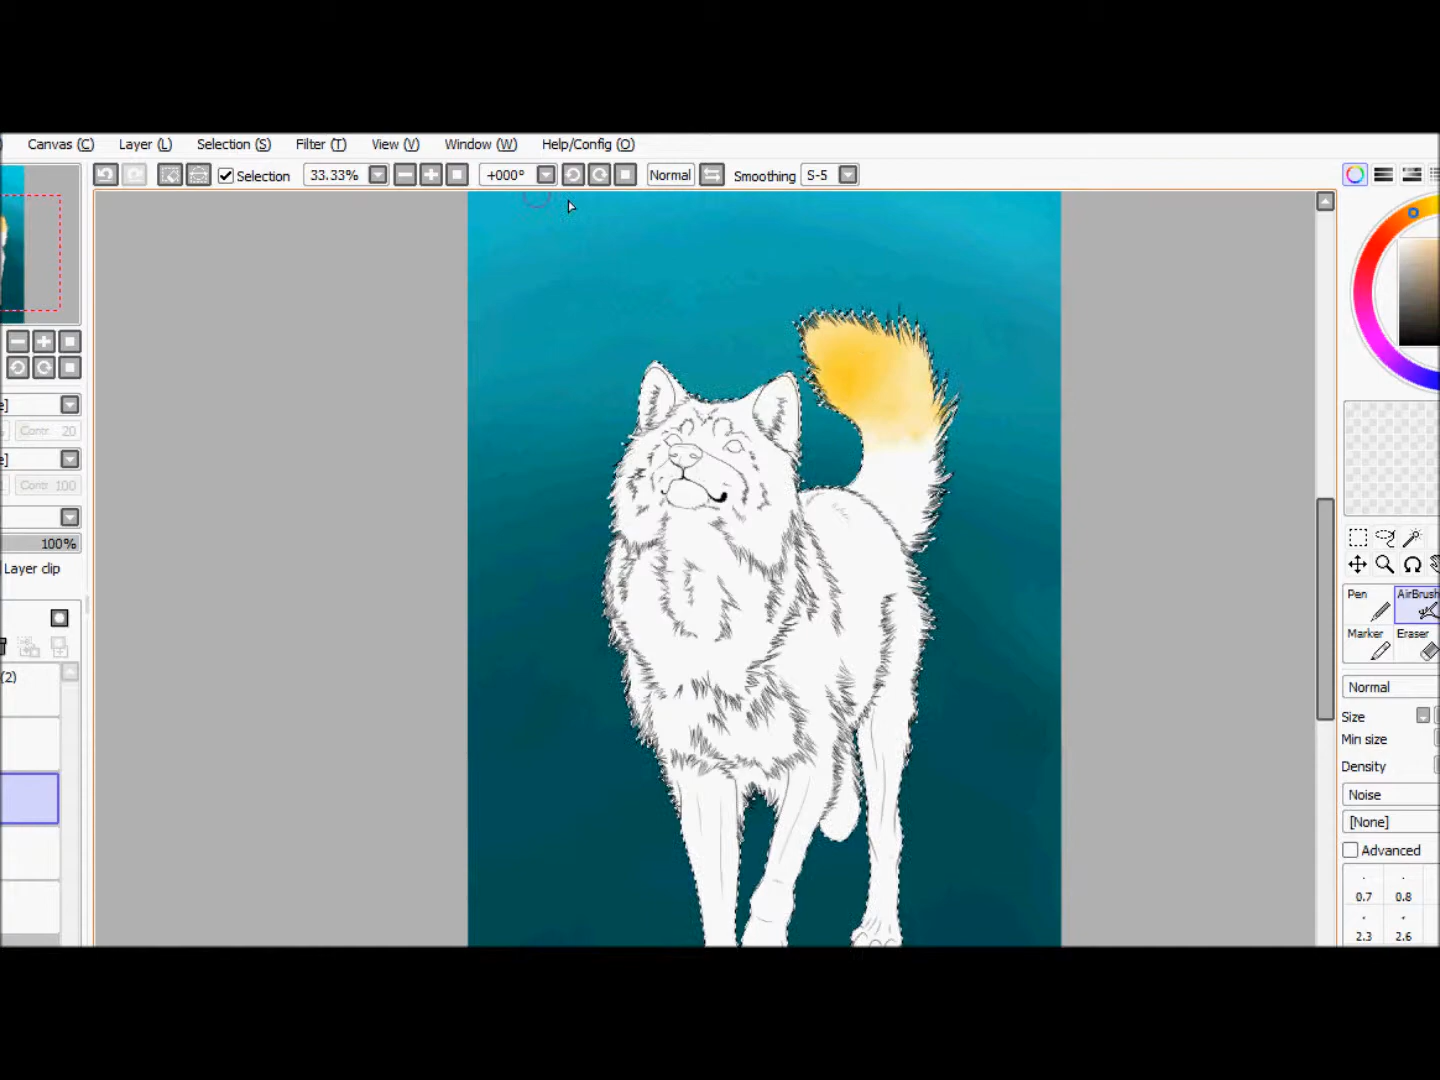 Canvas (C) Layer (L) Selection (S) Filter (T) View (V) Window (W) Help/Config (O)
Selection 33.33% +000° Normal Smoothing S-5
Contr 20
Contr 100
100%
Layer clip
(2)
Pen AirBrush
Marker Eraser
Normal
Size
Min size
Density
Noise
[None]
Advanced
0.7 0.8
2.3 2.6